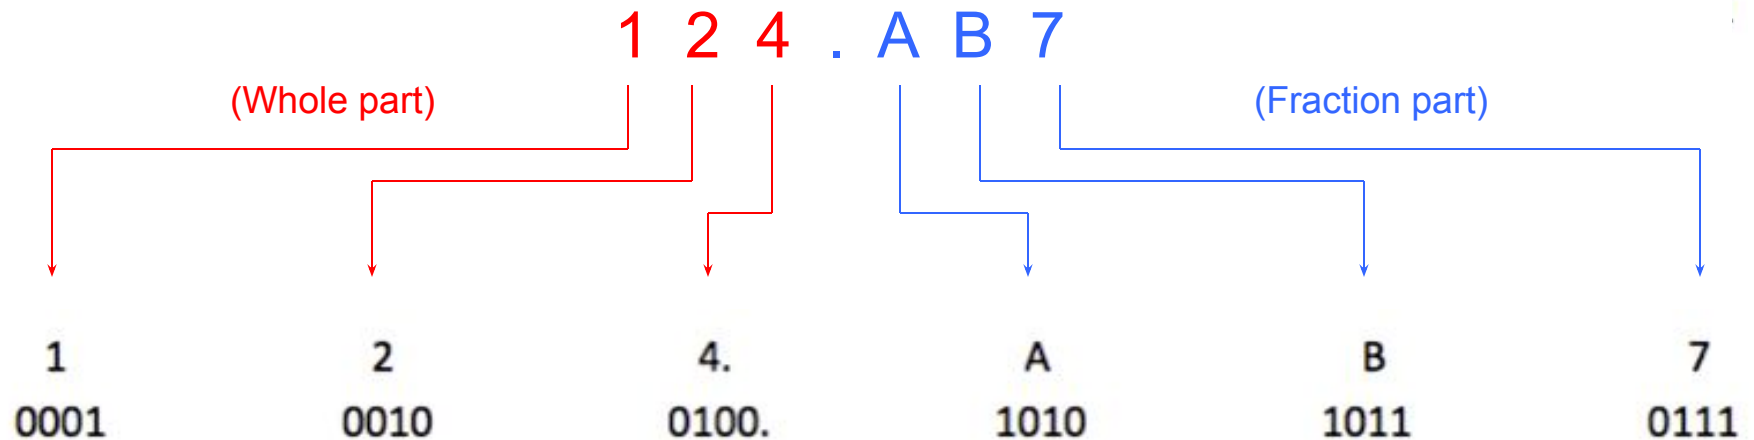 1 2 4 . A B 7
(Whole part) (Fraction part)
1 2 4. A B 7
0001 0010 0100. 1010 1011 0111